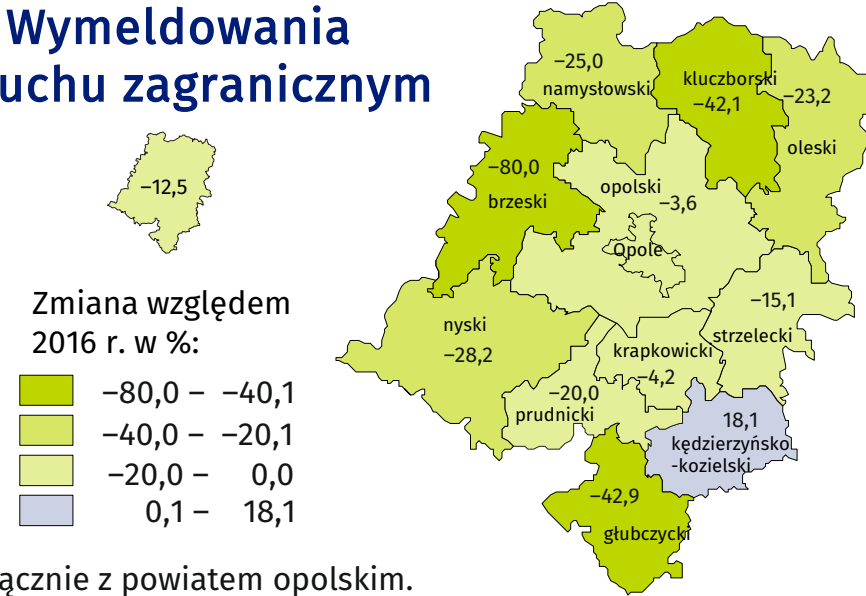 Wymeldowania
uchu zagranicznym
−12,5
Zmiana względem
2016 r. w %:
−80,0 – −40,1
−40,0 – −20,1
−20,0 – 0,0
0,1 – 18,1
ącznie z powiatem opolskim.
−25,0
namysłowski
kluczborski
−42,1
−23,2
oleski
−80,0
brzeski
opolski
−3,6
Opole
−15,1
strzelecki
nyski
−28,2
krapkowicki
−4,2
−20,0
prudnicki
18,1
kędzierzyńsko
-kozielski
−42,9
głubczycki